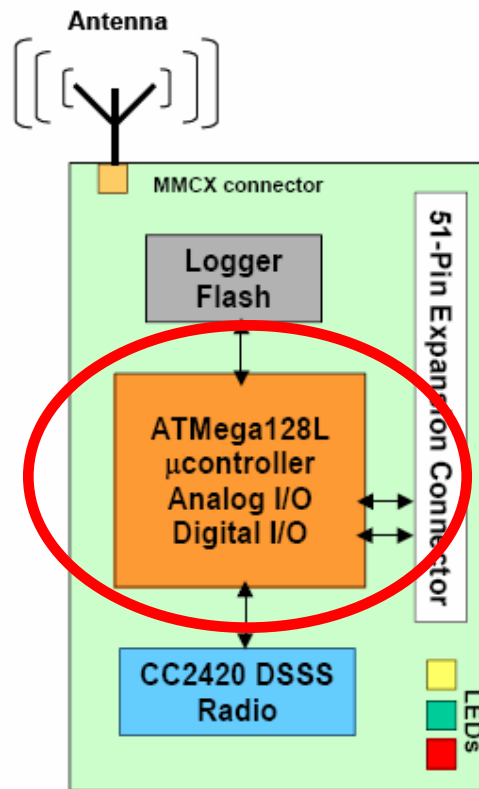 Antenna
MMCX connector
51-Pin Expansion Connector
Logger
Flash
ATMega128L
μcontroller
Analog I/O
Digital I/O
CC2420 DSSS
Radio
LEDs